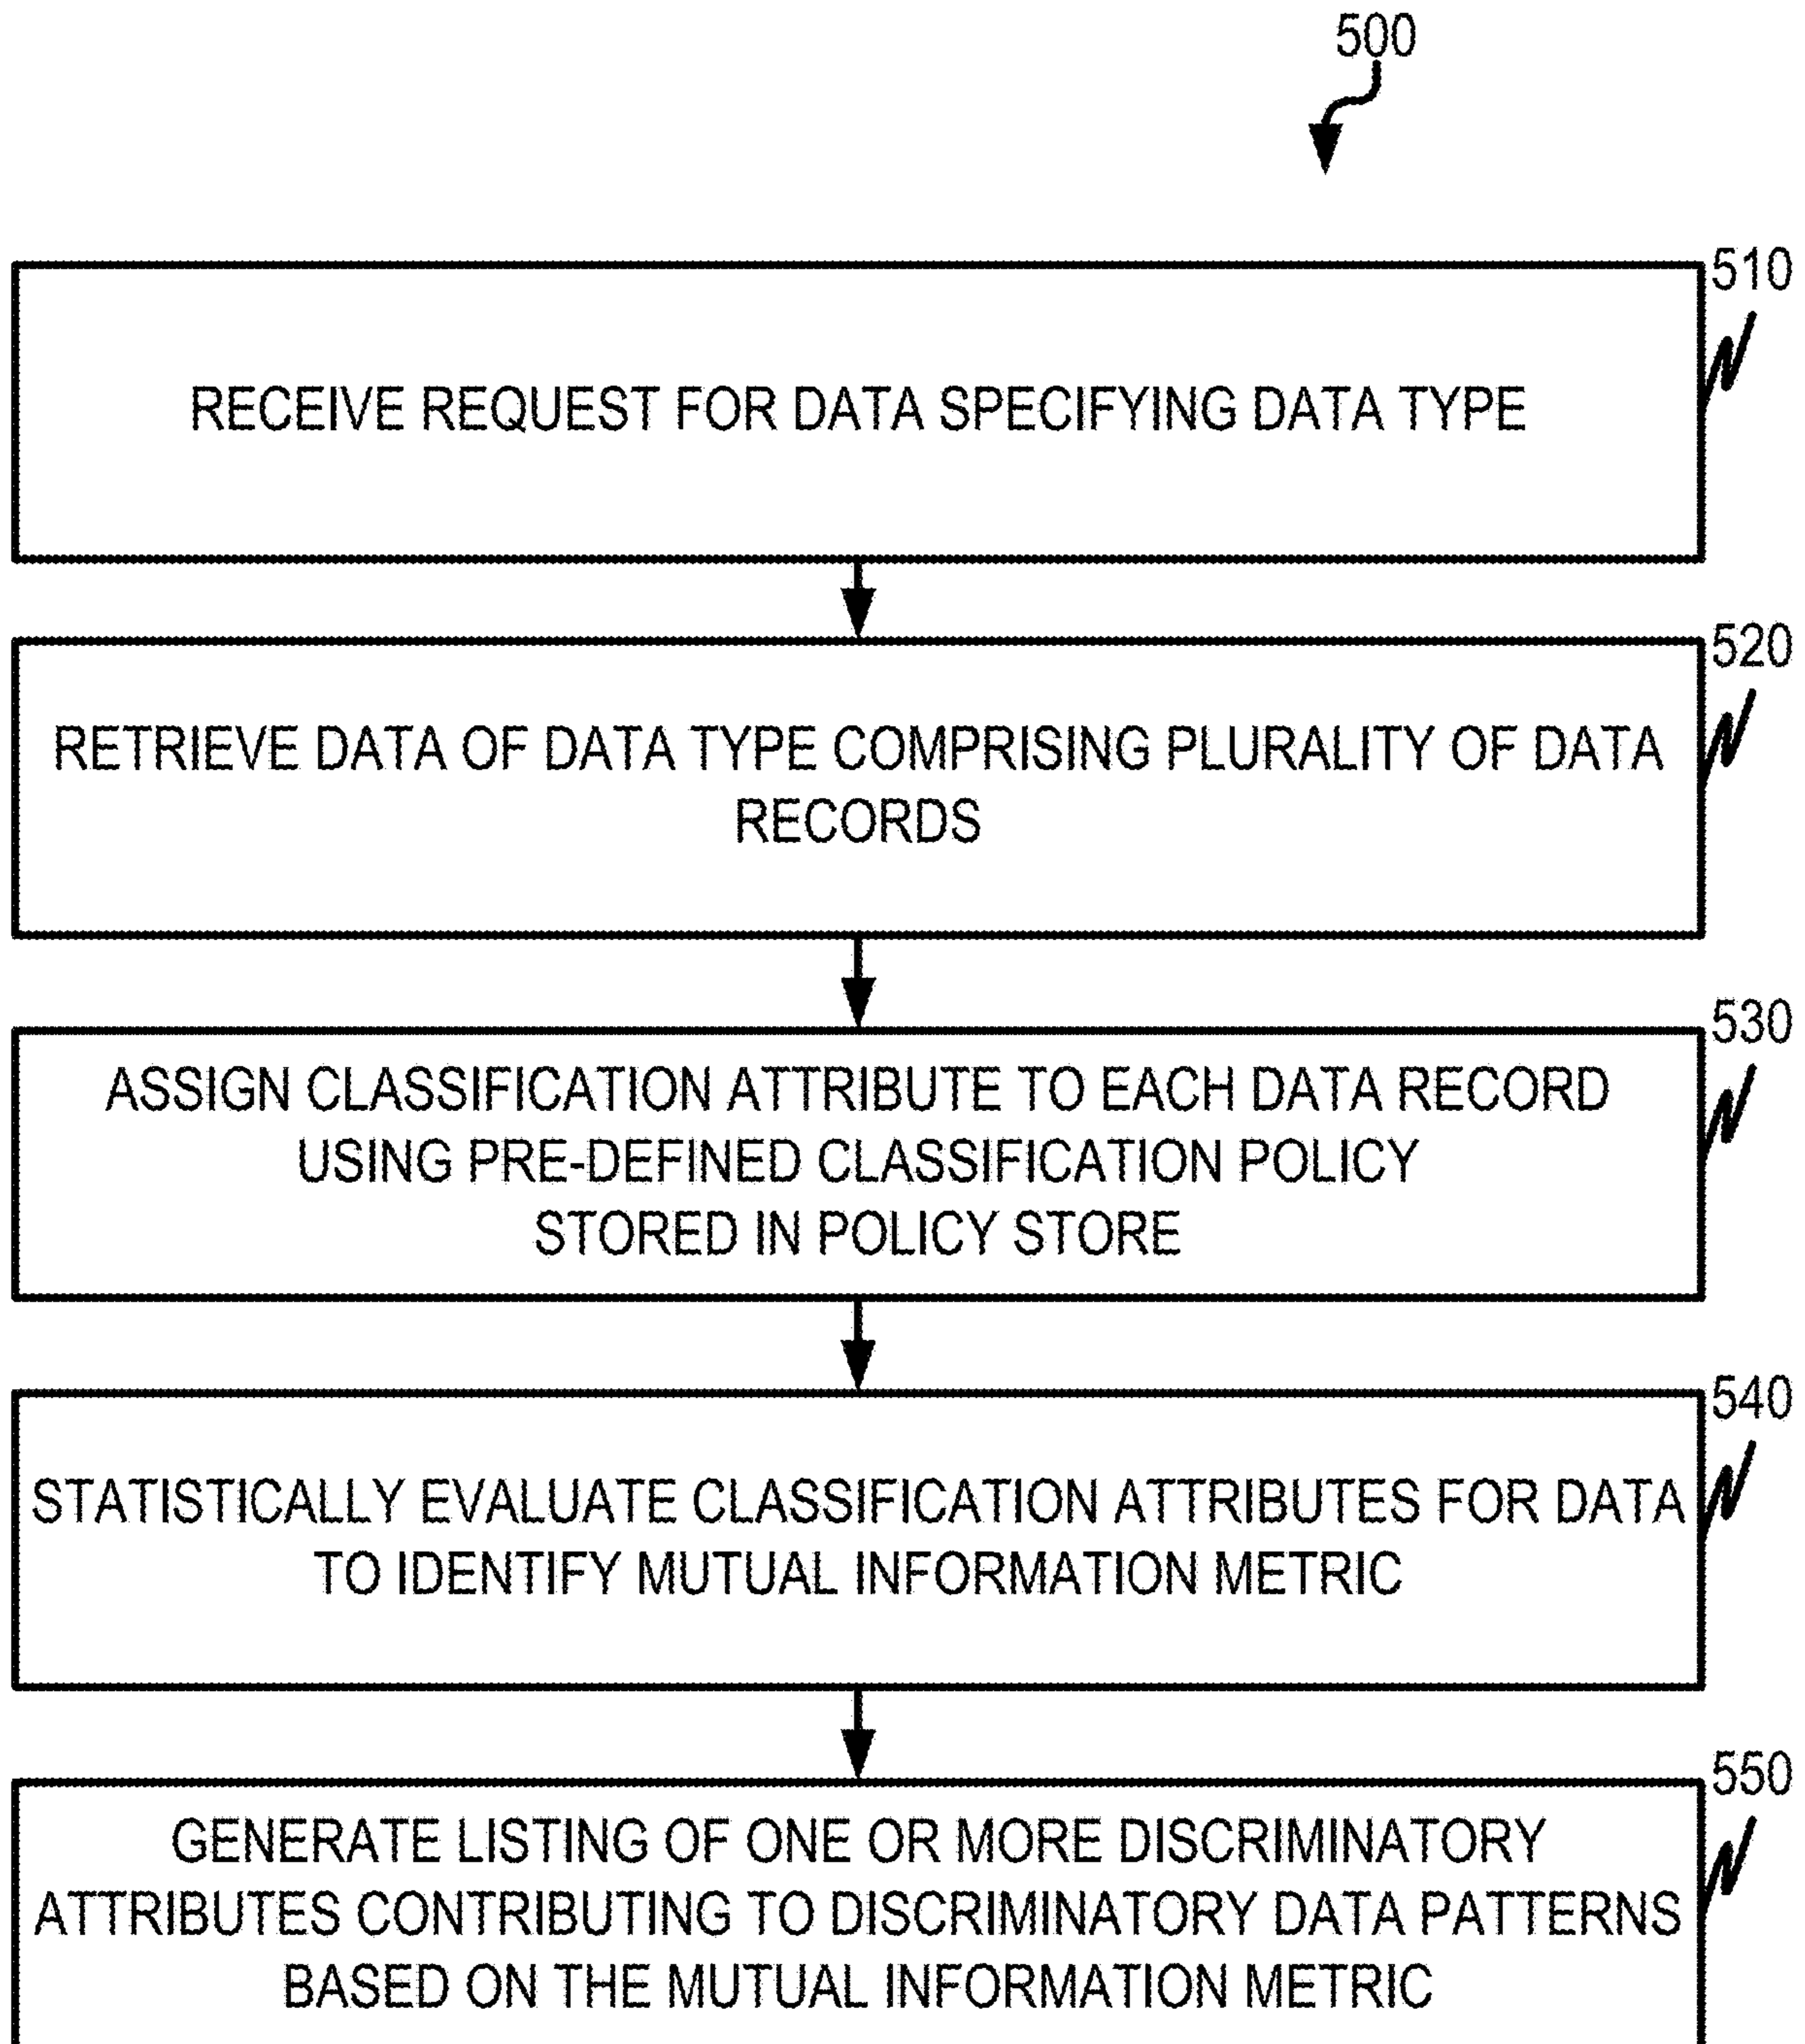 500
510
RECEIVE REQUEST FOR DATA SPECIFYING DATA TYPE
520
RETRIEVE DATA OF DATA TYPE COMPRISING PLURALITY OF DATA
RECORDS
530
ASSIGN CLASSIFICATION ATTRIBUTE TO EACH DATA RECORD
USING PRE-DEFINED CLASSIFICATION POLICY
STORED IN POLICY STORE
540
STATISTICALLY EVALUATE CLASSIFICATION ATTRIBUTES FOR DATA
TO IDENTIFY MUTUAL INFORMATION METRIC
550
GENERATE LISTING OF ONE OR MORE DISCRIMINATORY
ATTRIBUTES CONTRIBUTING TO DISCRIMINATORY DATA PATTERNS
BASED ON THE MUTUAL INFORMATION METRIC